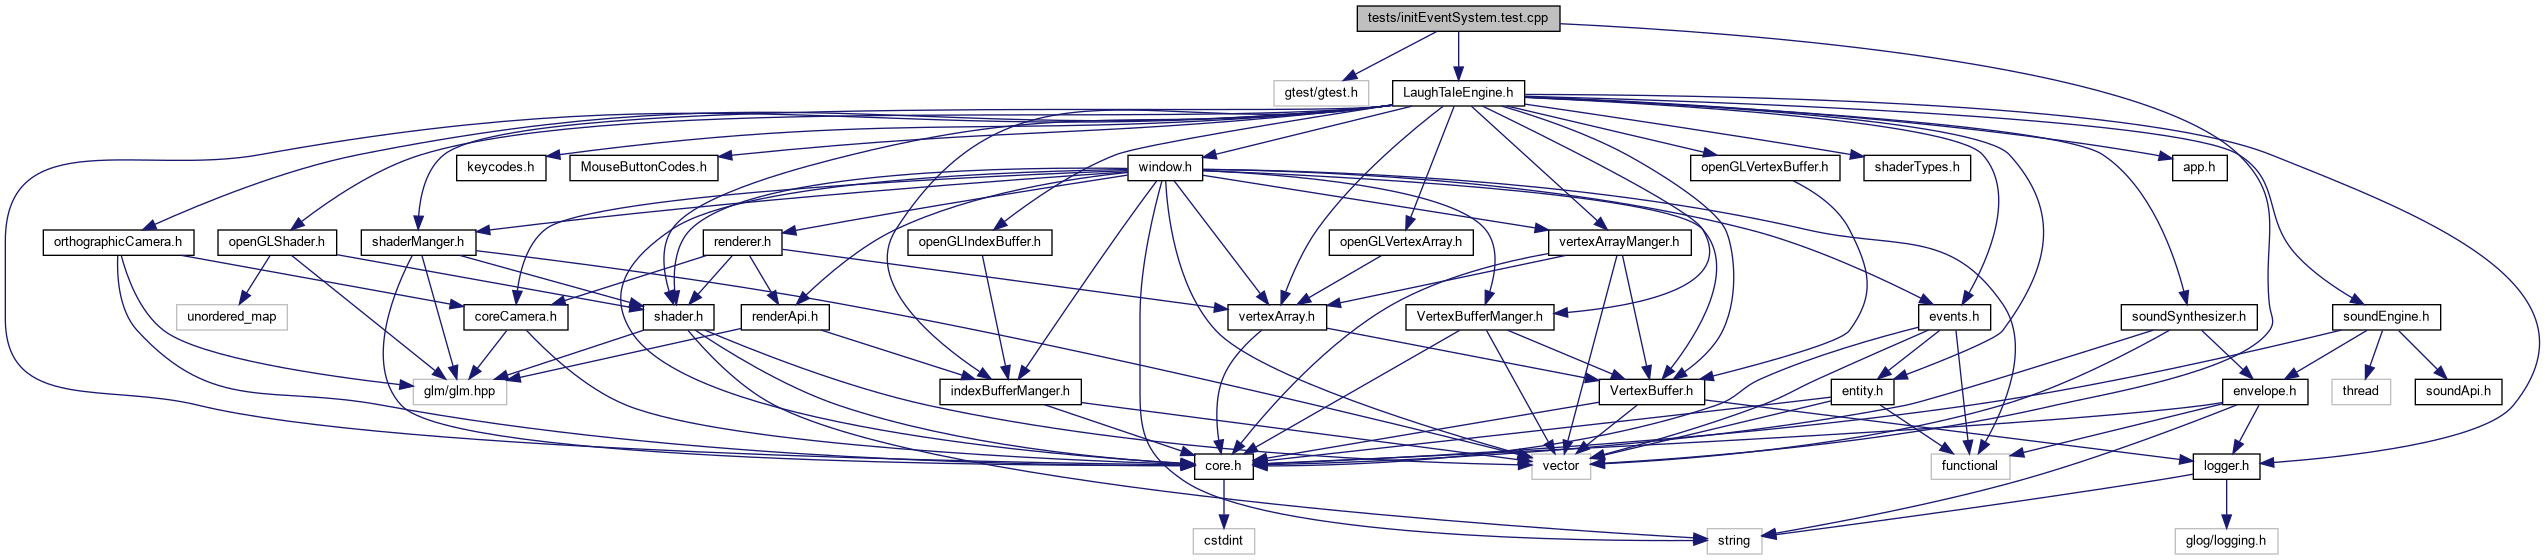 tests/initEventSystem.test.cpp
gtest/gtest.h
LaughTaleEngine.h
keycodes.h
MouseButtonCodes.h
window.h
openGLVertexBuffer.h
shaderTypes.h
app.h
orthographicCamera.h
openGLShader.h
shaderManger.h
renderer.h
openGLIndexBuffer.h
openGLVertexArray.h
vertexArrayManger.h
unordered_map
coreCamera.h
shader.h
renderApi.h
vertexArray.h
VertexBufferManger.h
events.h
soundSynthesizer.h
soundEngine.h
glm/glm.hpp
indexBufferManger.h
VertexBuffer.h
entity.h
envelope.h
thread
soundApi.h
core.h
vector
functional
logger.h
cstdint
string
glog/logging.h